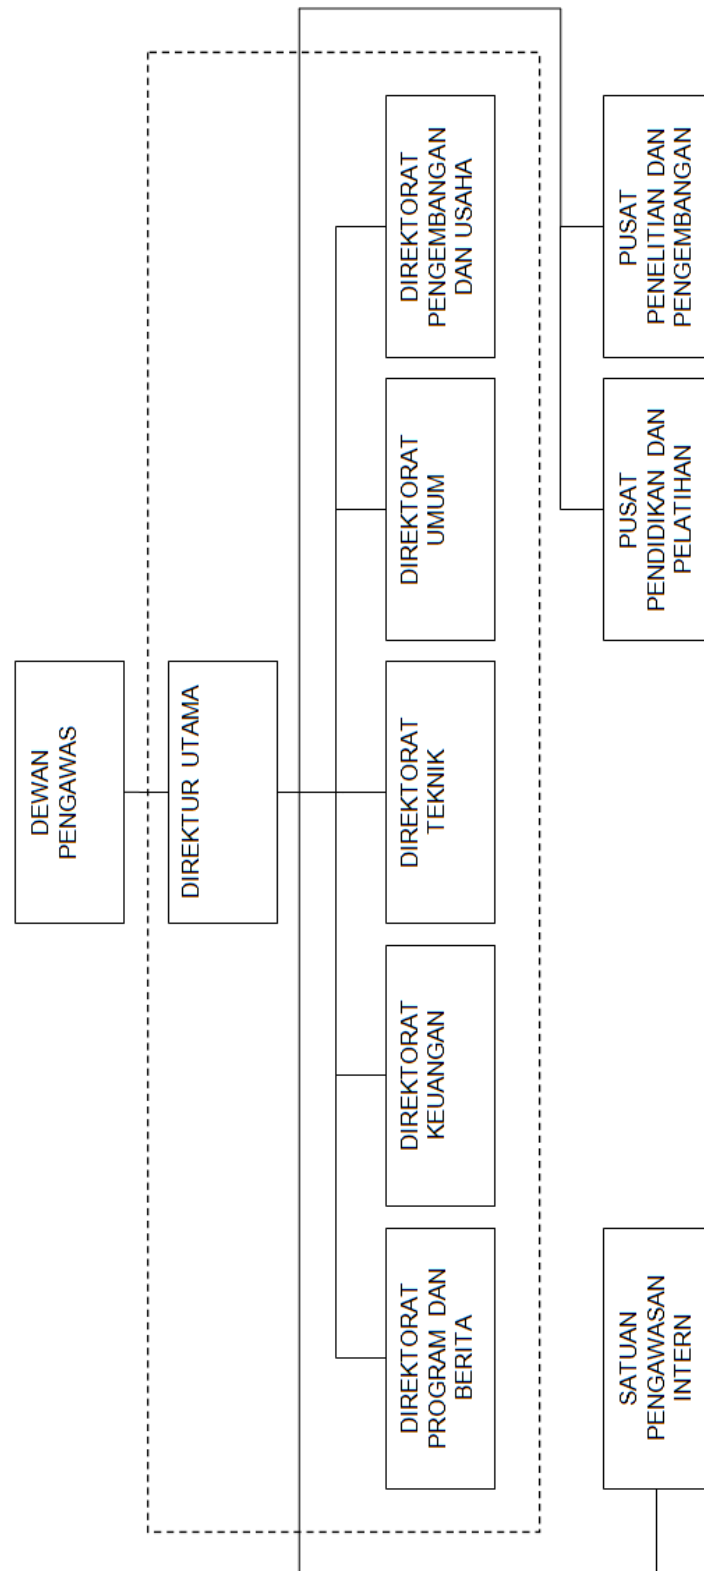 DEWAN
PENGAWAS
DIREKTUR UTAMA
DIREKTORAT
PROGRAM DAN
BERITA
DIREKTORAT
KEUANGAN
DIREKTORAT
TEKNIK
DIREKTORAT
UMUM
DIREKTORAT
PENGEMBANGAN
DAN USAHA
SATUAN
PENGAWASAN
INTERN
PUSAT
PENDIDIKAN DAN
PELATIHAN
PUSAT
PENELITIAN DAN
PENGEMBANGAN